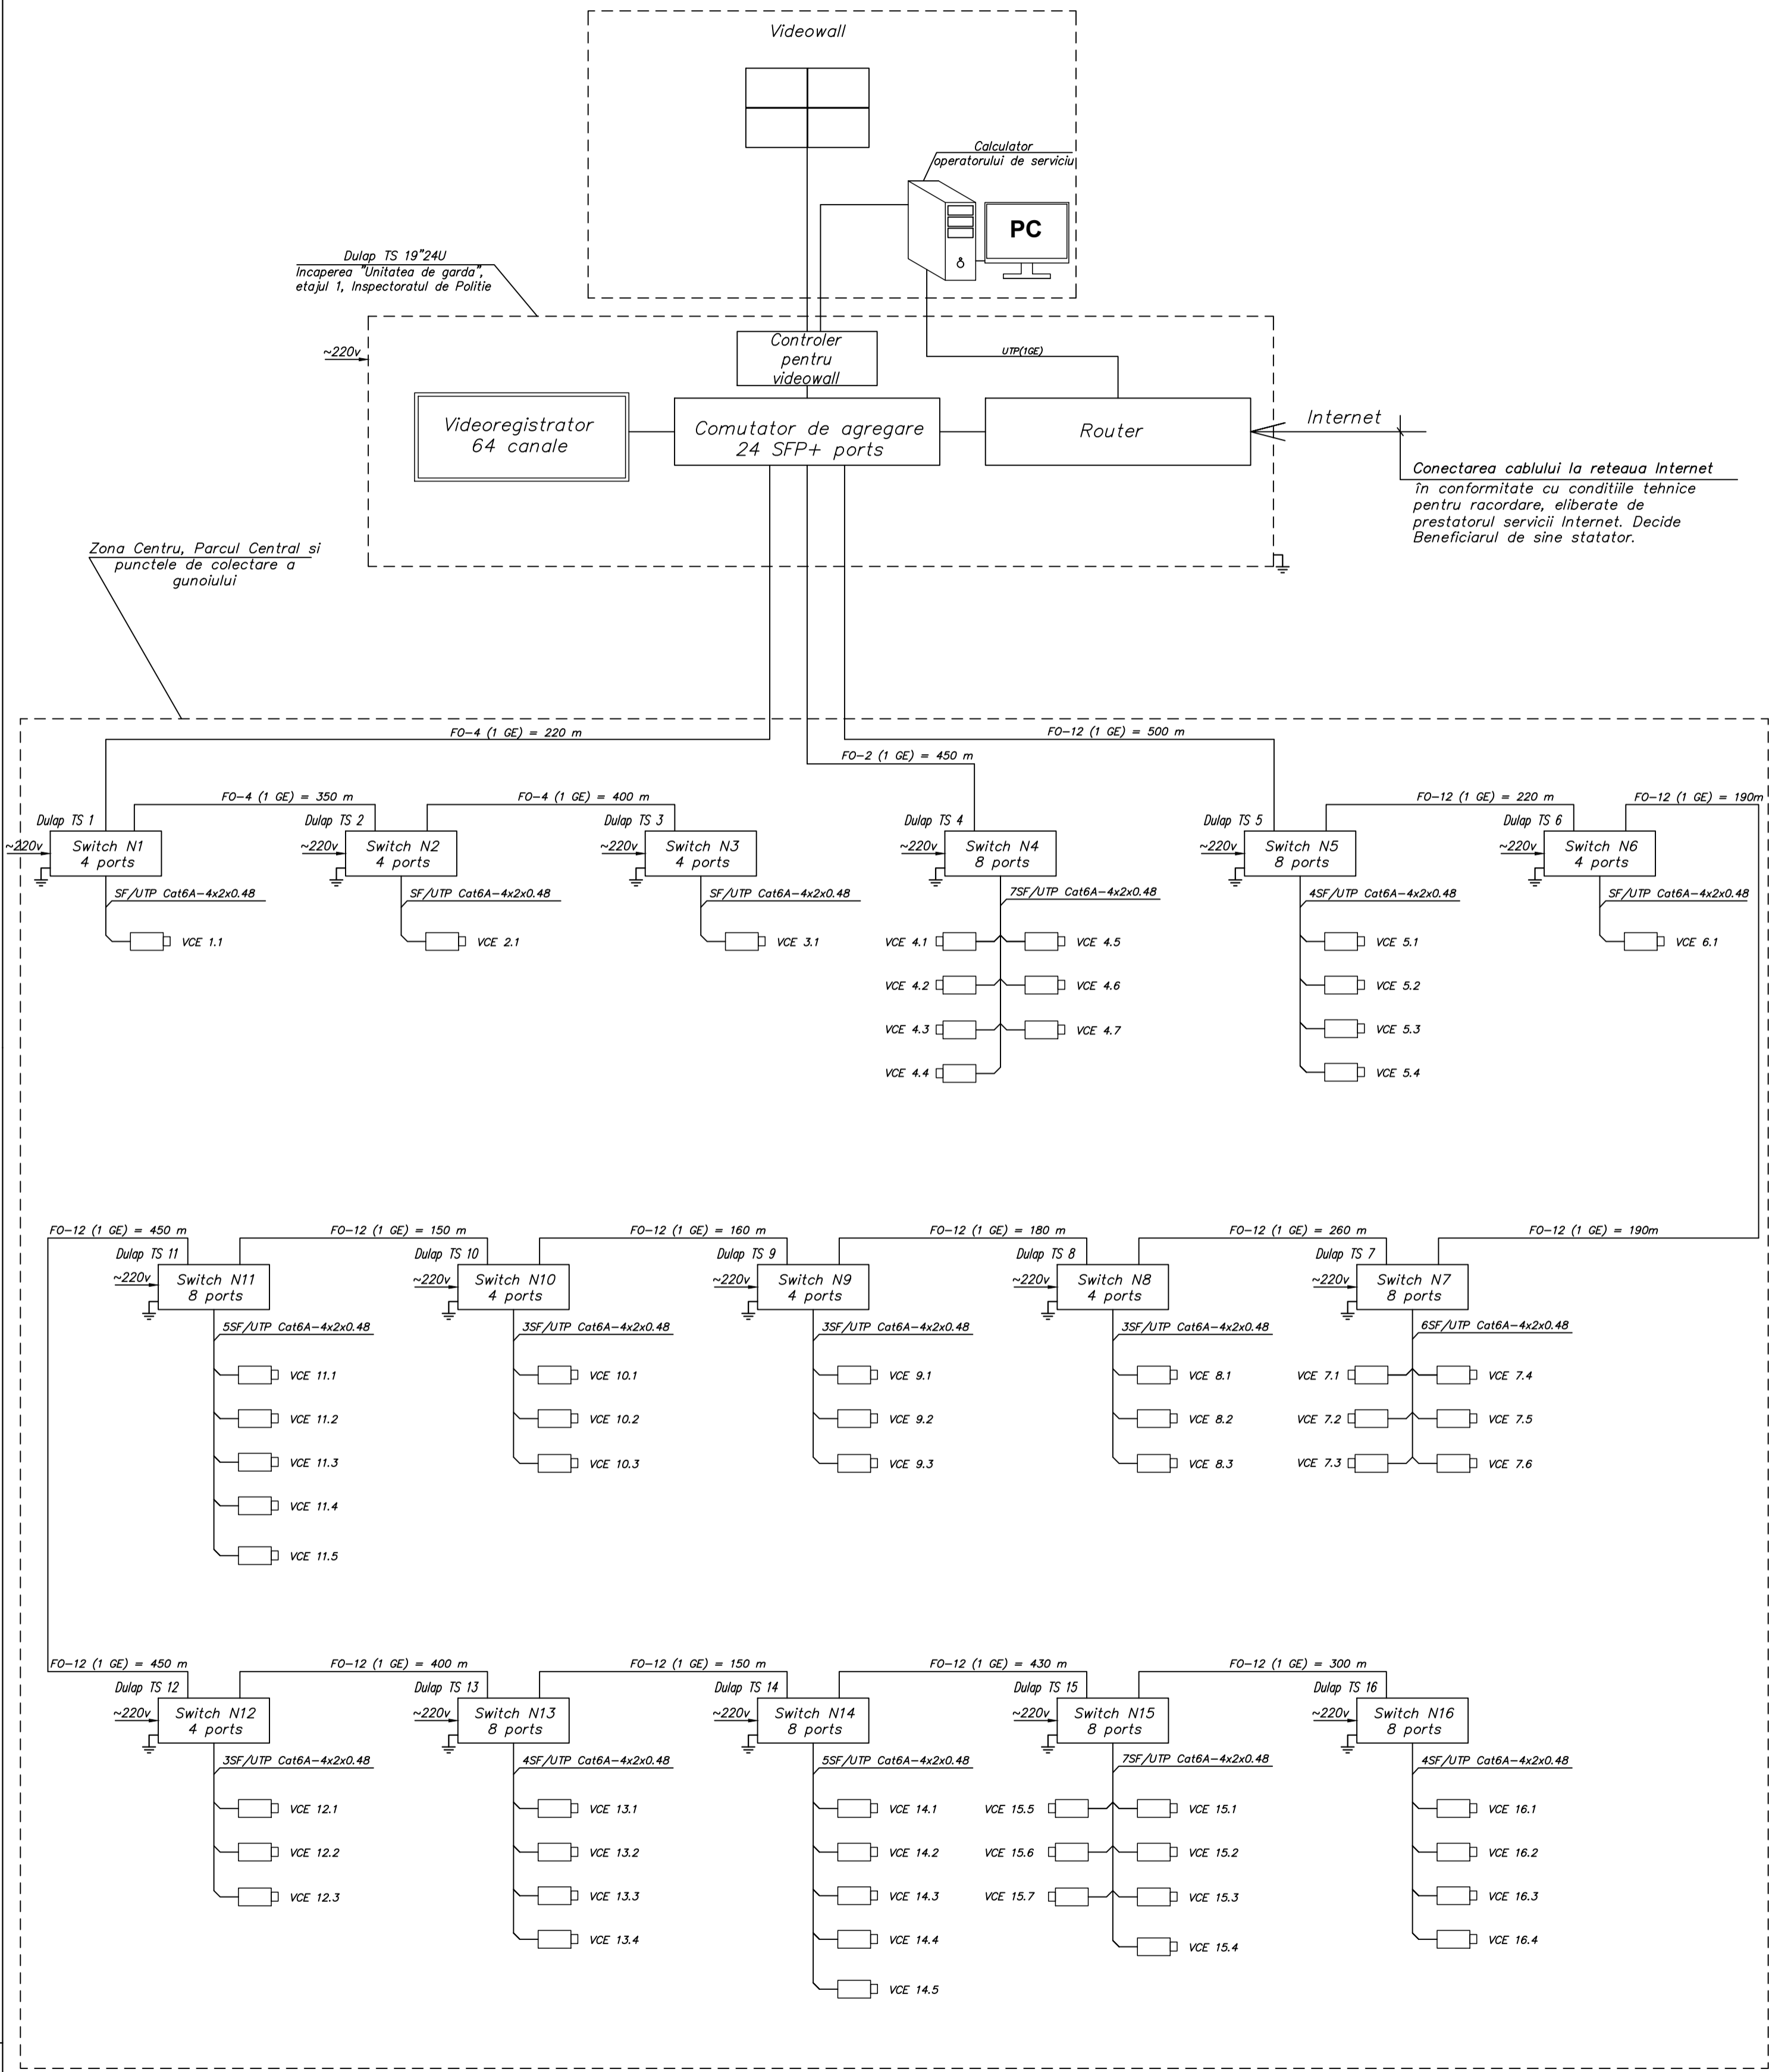 Videowall
Calculator
operatorului de serviciu
PC
Dulap TS 19"24U
Incaperea "Unitatea de garda",
etajul 1, Inspectoratul de Politie
~220v
Controler
pentru
videowall
UTP(1GE)
Videoregistrator
64 canale
Comutator de agregare
24 SFP+ ports
Router
Internet
Conectarea cablului la reteaua Internet
în conformitate cu conditiile tehnice
pentru racordare, eliberate de
prestatorul servicii Internet. Decide
Beneficiarul de sine statator.
Zona Centru, Parcul Central si
punctele de colectare a
gunoiului
FO-4 (1 GE) = 220 m
FO-12 (1 GE) = 500 m
FO-2 (1 GE) = 450 m
FO-4 (1 GE) = 350 m
FO-4 (1 GE) = 400 m
FO-12 (1 GE) = 220 m
FO-12 (1 GE) = 190m
Dulap TS 1
~220v
Switch N1
4 ports
SF/UTP Cat6A-4x2x0.48
VCE 1.1
Dulap TS 2
~220v
Switch N2
4 ports
SF/UTP Cat6A-4x2x0.48
VCE 2.1
Dulap TS 3
~220v
Switch N3
4 ports
SF/UTP Cat6A-4x2x0.48
VCE 3.1
Dulap TS 4
~220v
Switch N4
8 ports
7SF/UTP Cat6A-4x2x0.48
VCE 4.1
VCE 4.5
VCE 4.2
VCE 4.6
VCE 4.3
VCE 4.7
VCE 4.4
Dulap TS 5
~220v
Switch N5
8 ports
4SF/UTP Cat6A-4x2x0.48
VCE 5.1
VCE 5.2
VCE 5.3
VCE 5.4
Dulap TS 6
~220v
Switch N6
4 ports
SF/UTP Cat6A-4x2x0.48
VCE 6.1
FO-12 (1 GE) = 450 m
FO-12 (1 GE) = 150 m
FO-12 (1 GE) = 160 m
FO-12 (1 GE) = 180 m
FO-12 (1 GE) = 260 m
FO-12 (1 GE) = 190m
Dulap TS 11
~220v
Switch N11
8 ports
5SF/UTP Cat6A-4x2x0.48
VCE 11.1
VCE 11.2
VCE 11.3
VCE 11.4
VCE 11.5
Dulap TS 10
~220v
Switch N10
4 ports
3SF/UTP Cat6A-4x2x0.48
VCE 10.1
VCE 10.2
VCE 10.3
Dulap TS 9
~220v
Switch N9
4 ports
3SF/UTP Cat6A-4x2x0.48
VCE 9.1
VCE 9.2
VCE 9.3
Dulap TS 8
~220v
Switch N8
4 ports
3SF/UTP Cat6A-4x2x0.48
VCE 8.1
VCE 8.2
VCE 8.3
Dulap TS 7
~220v
Switch N7
8 ports
6SF/UTP Cat6A-4x2x0.48
VCE 7.1
VCE 7.4
VCE 7.2
VCE 7.5
VCE 7.3
VCE 7.6
FO-12 (1 GE) = 450 m
FO-12 (1 GE) = 400 m
FO-12 (1 GE) = 150 m
FO-12 (1 GE) = 430 m
FO-12 (1 GE) = 300 m
Dulap TS 12
~220v
Switch N12
4 ports
3SF/UTP Cat6A-4x2x0.48
VCE 12.1
VCE 12.2
VCE 12.3
Dulap TS 13
~220v
Switch N13
8 ports
4SF/UTP Cat6A-4x2x0.48
VCE 13.1
VCE 13.2
VCE 13.3
VCE 13.4
Dulap TS 14
~220v
Switch N14
8 ports
5SF/UTP Cat6A-4x2x0.48
VCE 14.1
VCE 14.2
VCE 14.3
VCE 14.4
VCE 14.5
Dulap TS 15
~220v
Switch N15
8 ports
7SF/UTP Cat6A-4x2x0.48
VCE 15.5
VCE 15.1
VCE 15.6
VCE 15.2
VCE 15.7
VCE 15.3
VCE 15.4
Dulap TS 16
~220v
Switch N16
8 ports
4SF/UTP Cat6A-4x2x0.48
VCE 16.1
VCE 16.2
VCE 16.3
VCE 16.4